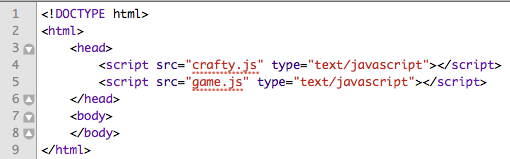 1 <!DOCTYPE html>
2 <html>
3     <head>
4         <script src="crafty.js" type="text/javascript"></script>
5         <script src="game.js" type="text/javascript"></script>
6     </head>
7     <body>
8     </body>
9 </html>